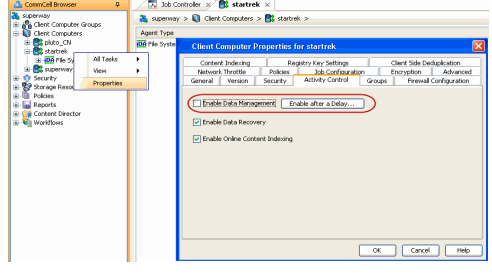 CommCell Browser
superway
Client Computer Groups
Client Computers
pluto_CN
startrek
File Sy
superway
Security
Storage Resou
Policies
Reports
Content Director
Workflows
All Tasks
View
Properties
Job Controller
startrek
superway > Client Computers > startrek >
Agent Type
File Syste
Client Computer Properties for startrek
Content Indexing Registry Key Settings Client Side Deduplication
Network Throttle Policies Job Configuration Encryption Advanced
General Version Security Activity Control Groups Firewall Configuration
Enable Data Management Enable after a Delay...
Enable Data Recovery
Enable Online Content Indexing
OK Cancel Help